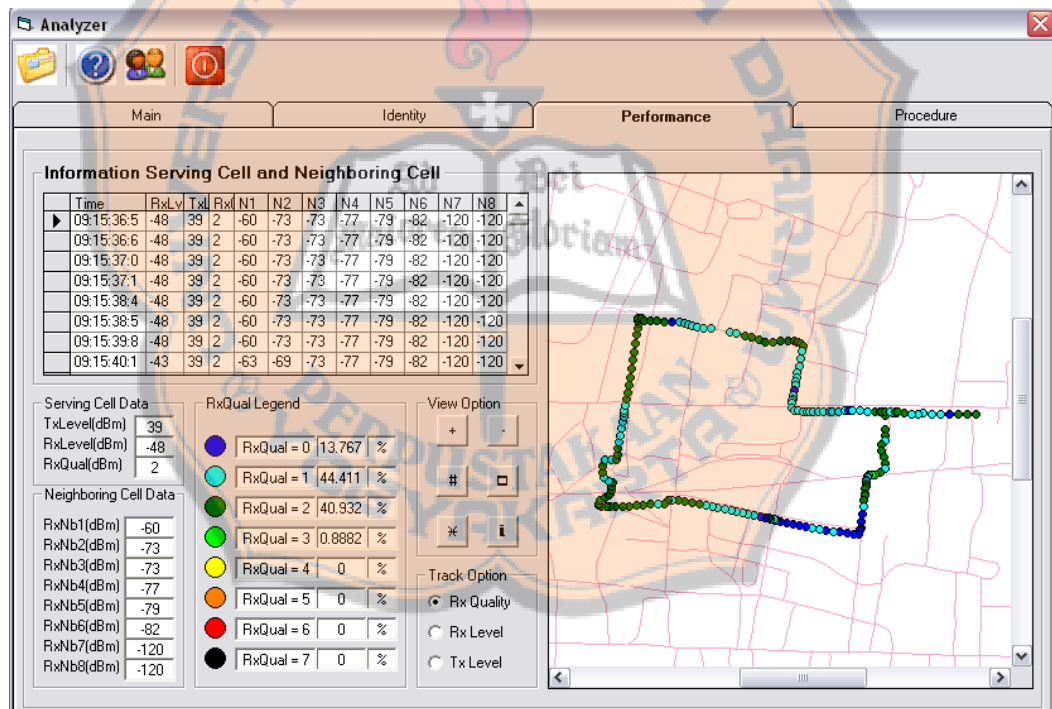 Analyzer
Main Identity Performance Procedure
Information Serving Cell and Neighboring Cell
Time RxLv TxL Rx( N1 N2 N3 N4 N5 N6 N7 N8
09:15:36:5 -48 39 2 -60 -73 -73 -77 -79 -82 -120 -120
09:15:36:6 -48 39 2 -60 -73 -73 -77 -79 -82 -120 -120
09:15:37:0 -48 39 2 -60 -73 -73 -77 -79 -82 -120 -120
09:15:37:1 -48 39 2 -60 -73 -73 -77 -79 -82 -120 -120
09:15:38:4 -48 39 2 -60 -73 -73 -77 -79 -82 -120 -120
09:15:38:5 -48 39 2 -60 -73 -73 -77 -79 -82 -120 -120
09:15:39:8 -48 39 2 -60 -73 -73 -77 -79 -82 -120 -120
09:15:40:1 -43 39 2 -63 -69 -73 -77 -79 -82 -120 -120
Serving Cell Data
TxLevel(dBm) 39
RxLevel(dBm) -48
RxQual(dBm) 2
Neighboring Cell Data
RxNb1(dBm) -60
RxNb2(dBm) -73
RxNb3(dBm) -73
RxNb4(dBm) -77
RxNb5(dBm) -79
RxNb6(dBm) -82
RxNb7(dBm) -120
RxNb8(dBm) -120
RxQual Legend
RxQual = 0 13.767 %
RxQual = 1 44.411 %
RxQual = 2 40.932 %
RxQual = 3 0.8882 %
RxQual = 4 0 %
RxQual = 5 0 %
RxQual = 6 0 %
RxQual = 7 0 %
View Option
+ -
#
i
Track Option
Rx Quality
Rx Level
Tx Level
Ad Dei
Gloriam
DHARMA